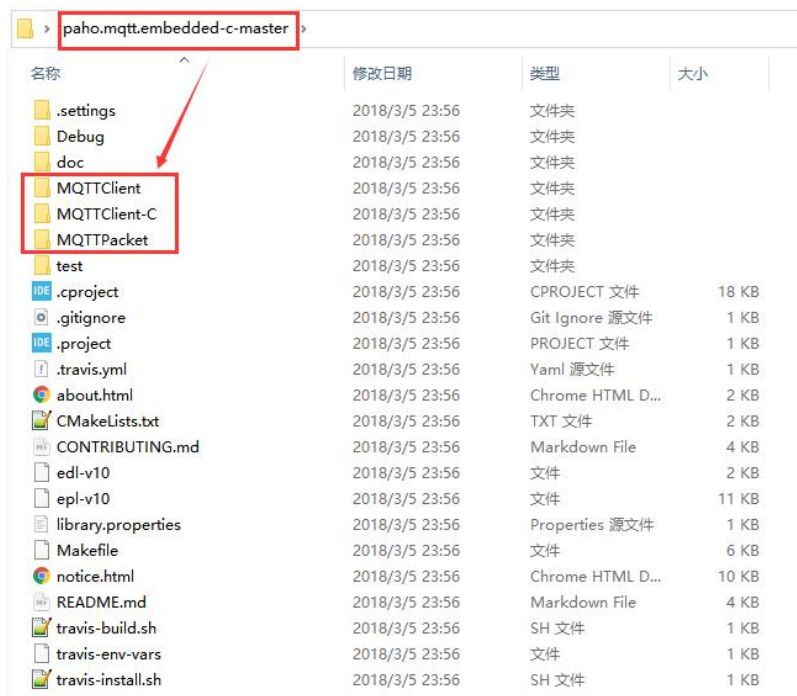 paho.mqtt.embedded-c-master
名称 修改日期 类型 大小
.settings 2018/3/5 23:56 文件夹
Debug 2018/3/5 23:56 文件夹
doc 2018/3/5 23:56 文件夹
MQTTClient 2018/3/5 23:56 文件夹
MQTTClient-C 2018/3/5 23:56 文件夹
MQTTPacket 2018/3/5 23:56 文件夹
test 2018/3/5 23:56 文件夹
IDE .cproject 2018/3/5 23:56 CPROJECT 文件 18 KB
.gitignore 2018/3/5 23:56 Git Ignore 源文件 1 KB
IDE .project 2018/3/5 23:56 PROJECT 文件 1 KB
.travis.yml 2018/3/5 23:56 Yaml 源文件 1 KB
about.html 2018/3/5 23:56 Chrome HTML D... 2 KB
CMakeLists.txt 2018/3/5 23:56 TXT 文件 2 KB
CONTRIBUTING.md 2018/3/5 23:56 Markdown File 4 KB
edl-v10 2018/3/5 23:56 文件 2 KB
epl-v10 2018/3/5 23:56 文件 11 KB
library.properties 2018/3/5 23:56 Properties 源文件 1 KB
Makefile 2018/3/5 23:56 文件 6 KB
notice.html 2018/3/5 23:56 Chrome HTML D... 10 KB
README.md 2018/3/5 23:56 Markdown File 4 KB
travis-build.sh 2018/3/5 23:56 SH 文件 1 KB
travis-env-vars 2018/3/5 23:56 文件 1 KB
travis-install.sh 2018/3/5 23:56 SH 文件 1 KB